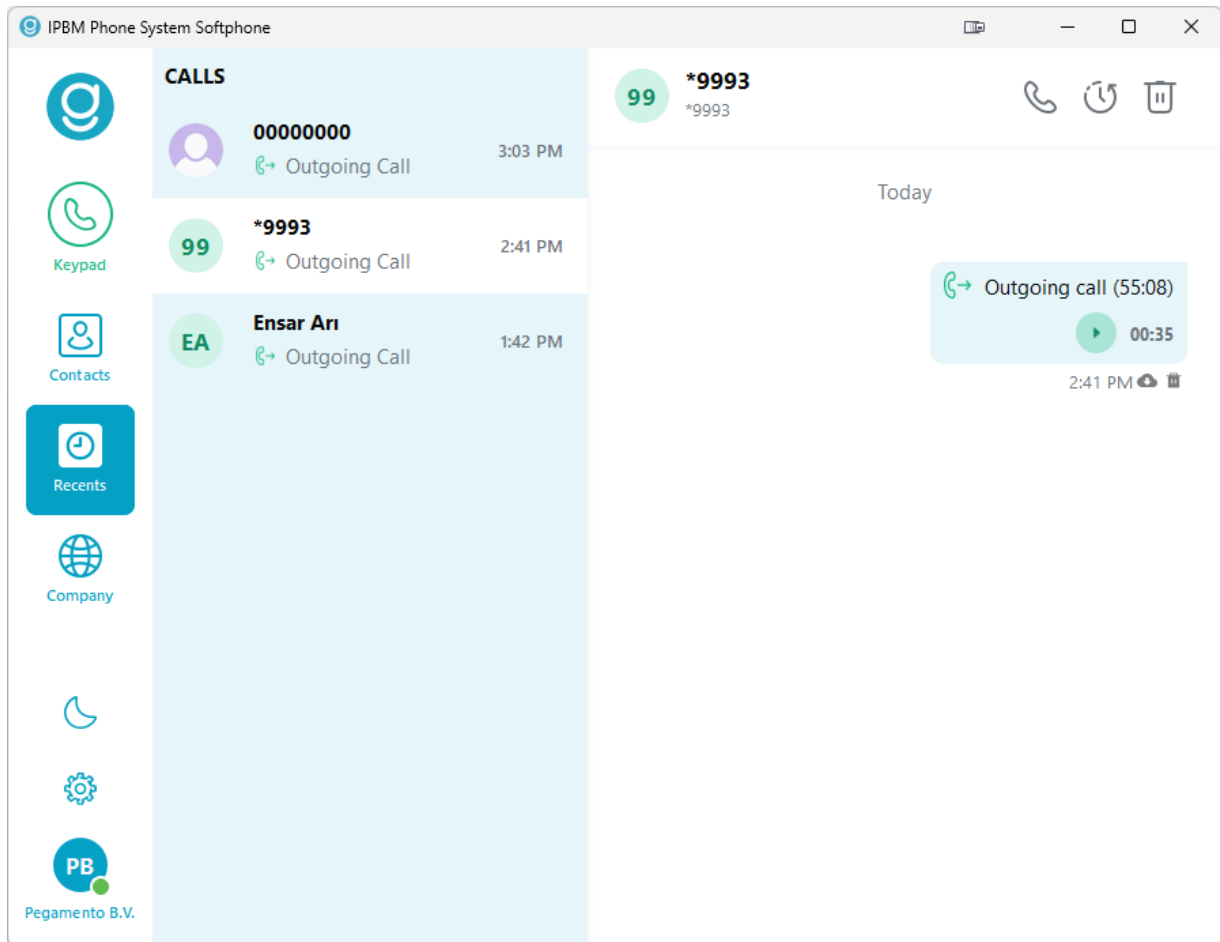 IPBM Phone System Softphone
Keypad
Contacts
Recents
Company
PB
Pegamento B.V.
CALLS
00000000
Outgoing Call
3:03 PM
99
*9993
Outgoing Call
2:41 PM
EA
Ensar Arı
Outgoing Call
1:42 PM
99
*9993
*9993
Today
Outgoing call (55:08)
00:35
2:41 PM